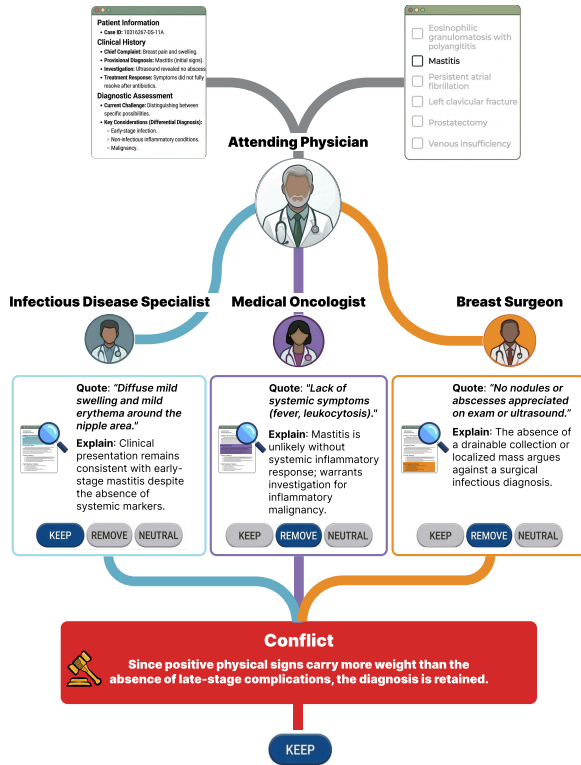 Patient Information
• Case ID: 10316267-DS-11A
Clinical History
• Chief Complaint: Breast pain and swelling.
• Provisional Diagnosis: Mastitis (initial signs).
• Investigation: Ultrasound revealed no abscess.
• Treatment Response: Symptoms did not fully
resolve after antibiotics.
Diagnostic Assessment
• Current Challenge: Distinguishing between
specific possibilities.
• Key Considerations (Differential Diagnosis):
○ Early-stage infection.
○ Non-infectious inflammatory conditions.
○ Malignancy.
Eosinophilic
granulomatosis with
polyangititis
Mastitis
Persistent atrial
fibrillation
Left clavicular fracture
Prostatectomy
Venous insufficiency
Attending Physician
Infectious Disease Specialist
Medical Oncologist
Breast Surgeon
Quote: "Diffuse mild
swelling and mild
erythema around the
nipple area."
Explain: Clinical
presentation remains
consistent with early-
stage mastitis despite
the absence of
systemic markers.
KEEP
REMOVE
NEUTRAL
Quote: "Lack of
systemic symptoms
(fever, leukocytosis)."
Explain: Mastitis is
unlikely without
systemic inflammatory
response; warrants
investigation for
inflammatory
malignancy.
KEEP
REMOVE
NEUTRAL
Quote: "No nodules or
abscesses appreciated
on exam or ultrasound."
Explain: The absence of
a drainable collection or
localized mass argues
against a surgical
infectious diagnosis.
KEEP
REMOVE
NEUTRAL
Conflict
Since positive physical signs carry more weight than the
absence of late-stage complications, the diagnosis is retained.
KEEP